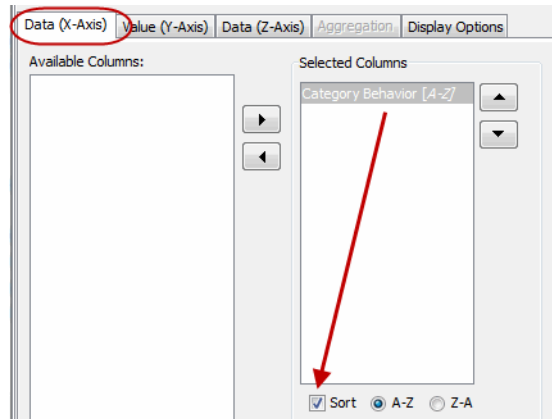 Data (X-Axis) Value (Y-Axis) Data (Z-Axis) Aggregation Display Options
Available Columns:
Selected Columns
Category Behavior [A-Z]
Sort A-Z Z-A